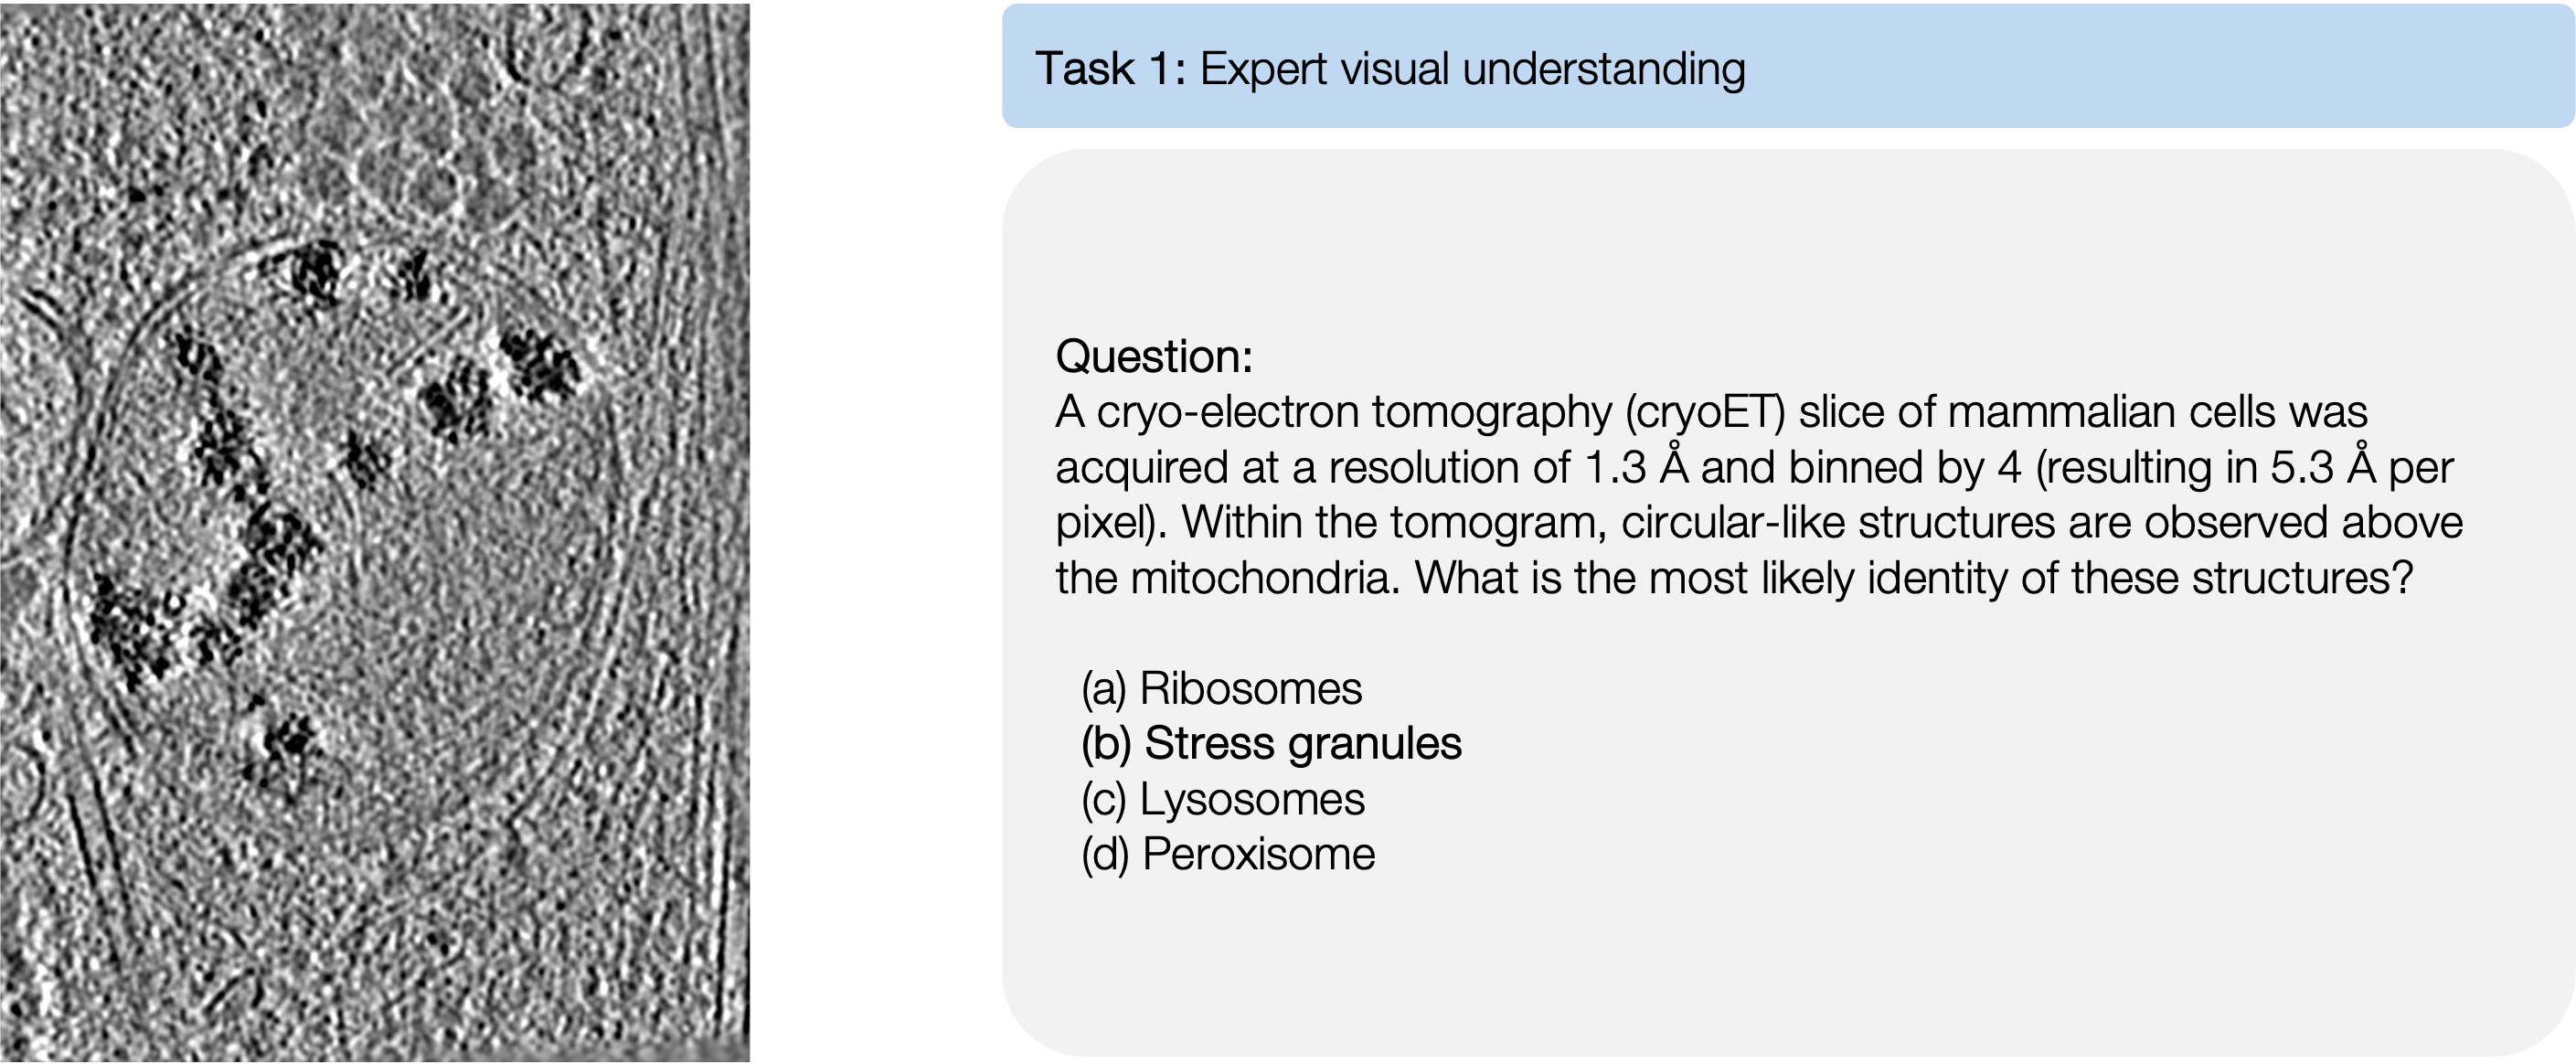 Task 1: Expert visual understanding
Question:
A cryo-electron tomography (cryoET) slice of mammalian cells was
acquired at a resolution of 1.3 Å and binned by 4 (resulting in 5.3 Å per
pixel). Within the tomogram, circular-like structures are observed above
the mitochondria. What is the most likely identity of these structures?
(a) Ribosomes
(b) Stress granules
(c) Lysosomes
(d) Peroxisome